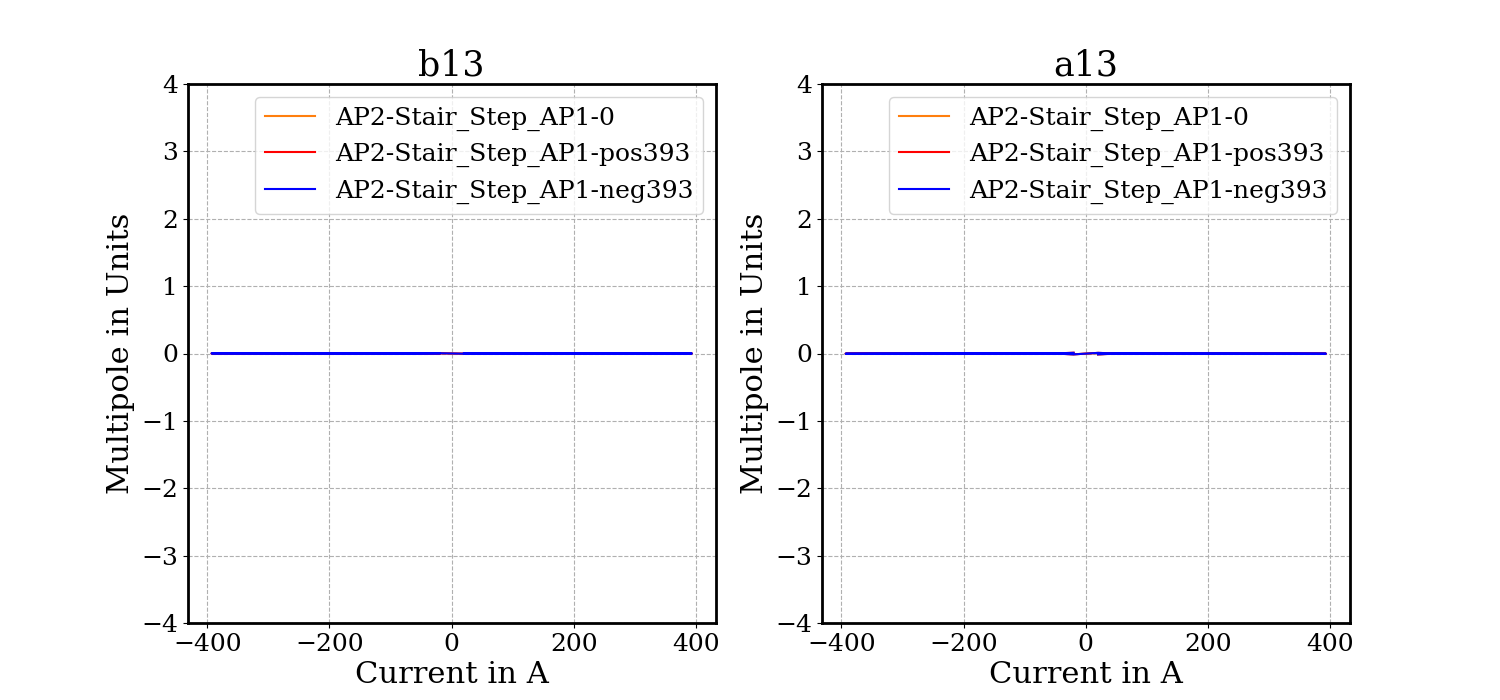 b13
4
3
2
1
0
−1
−2
−3
−4
−400
−200
0
200
400
Multipole in Units
Current in A
AP2-Stair_Step_AP1-0
AP2-Stair_Step_AP1-pos393
AP2-Stair_Step_AP1-neg393
a13
4
3
2
1
0
−1
−2
−3
−4
−400
−200
0
200
400
Multipole in Units
Current in A
AP2-Stair_Step_AP1-0
AP2-Stair_Step_AP1-pos393
AP2-Stair_Step_AP1-neg393